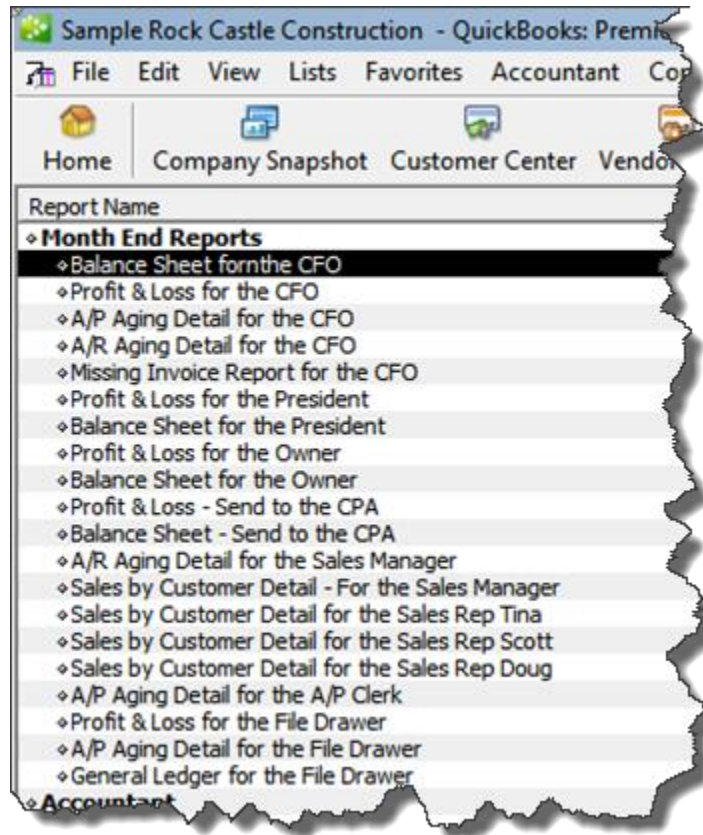 Sample Rock Castle Construction - QuickBooks: Premi
File Edit View Lists Favorites Accountant Co
Home Company Snapshot Customer Center Vendo
Report Name
Month End Reports
Balance Sheet fornthe CFO
Profit & Loss for the CFO
A/P Aging Detail for the CFO
A/R Aging Detail for the CFO
Missing Invoice Report for the CFO
Profit & Loss for the President
Balance Sheet for the President
Profit & Loss for the Owner
Balance Sheet for the Owner
Profit & Loss - Send to the CPA
Balance Sheet - Send to the CPA
A/R Aging Detail for the Sales Manager
Sales by Customer Detail - For the Sales Manager
Sales by Customer Detail for the Sales Rep Tina
Sales by Customer Detail for the Sales Rep Scott
Sales by Customer Detail for the Sales Rep Doug
A/P Aging Detail for the A/P Clerk
Profit & Loss for the File Drawer
A/P Aging Detail for the File Drawer
General Ledger for the File Drawer
Accountant